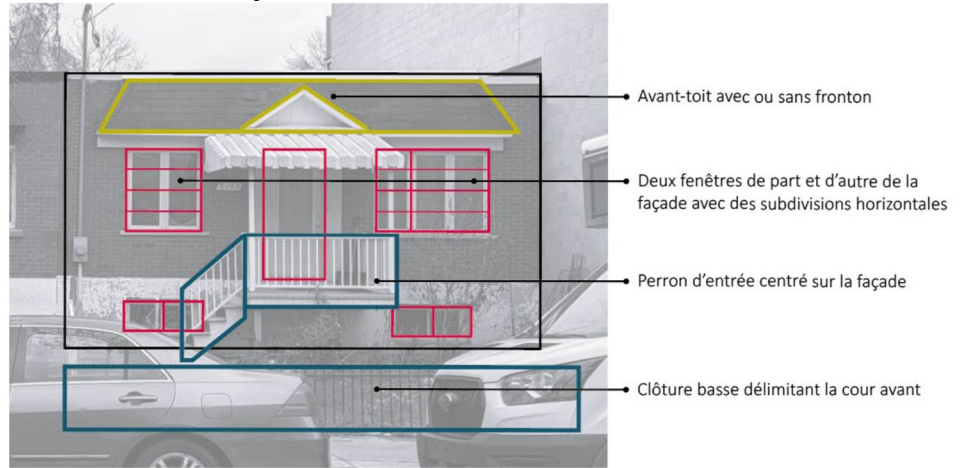 Avant-toit avec ou sans fronton
Deux fenêtres de part et d'autre de la
façade avec des subdivisions horizontales
Perron d'entrée centré sur la façade
Clôture basse délimitant la cour avant